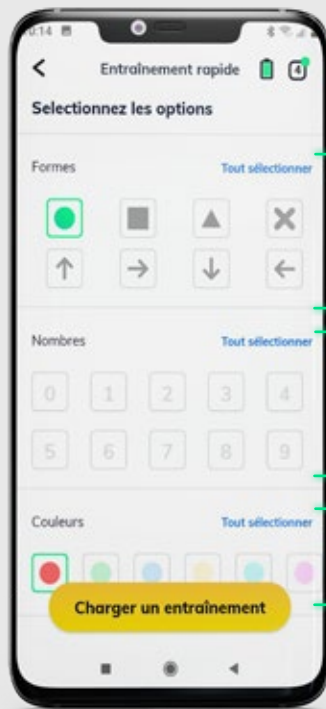 0:14
Entraînement rapide
4
Selectionnez les options
Formes Tout sélectionner
Nombres Tout sélectionner
0 1 2 3 4
5 6 7 8 9
Couleurs Tout sélectionner
Charger un entraînement